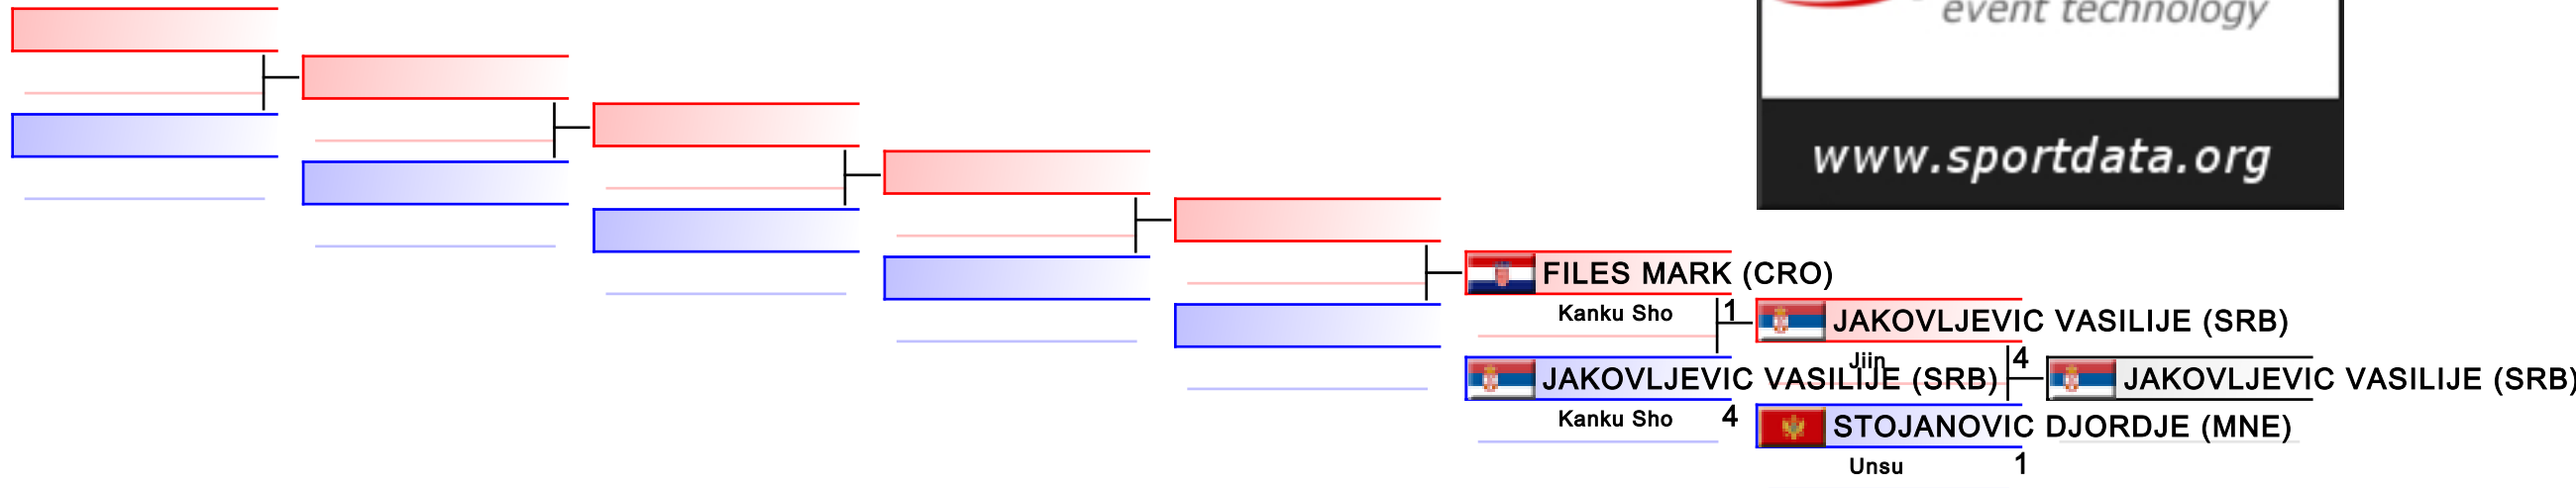 event technology
www.sportdata.org
FILES MARK (CRO)
Kanku Sho
1
JAKOVLJEVIC VASILIJE (SRB)
Jiin
4
JAKOVLJEVIC VASILIJE (SRB)
JAKOVLJEVIC VASILIJE (SRB)
Kanku Sho
4
STOJANOVIC DJORDJE (MNE)
Unsu
1